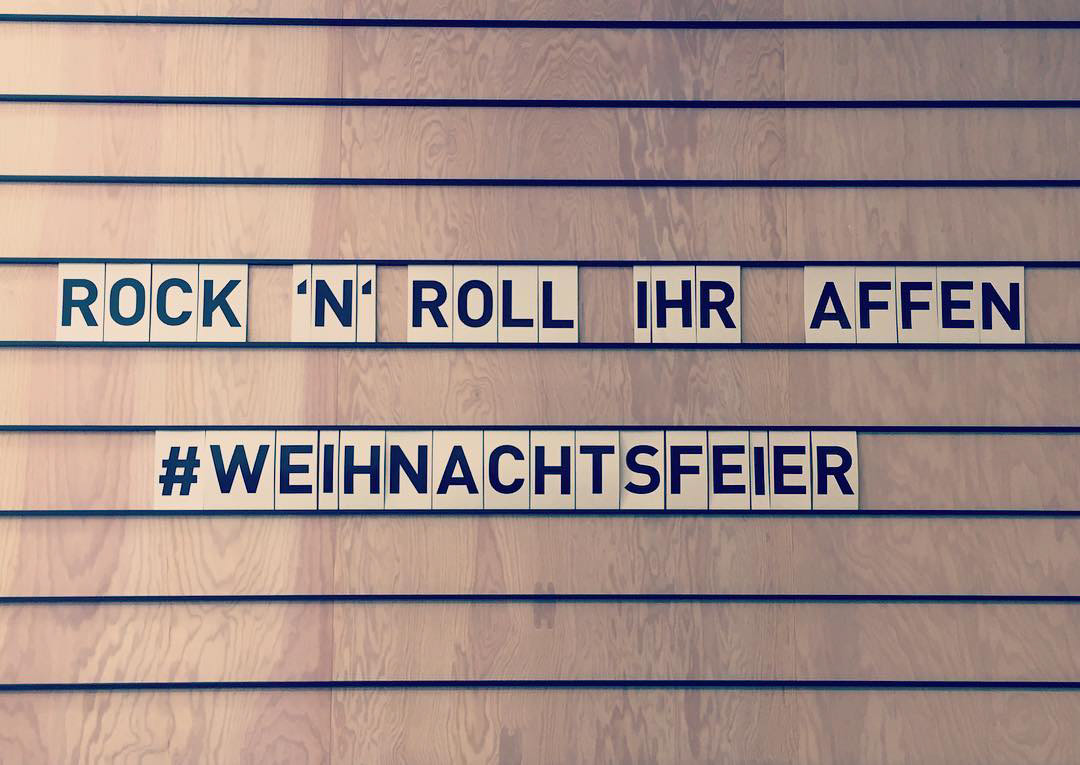 ROCK ‘N‘ ROLL IHR AFFEN
#WEIHNACHTSFEIER